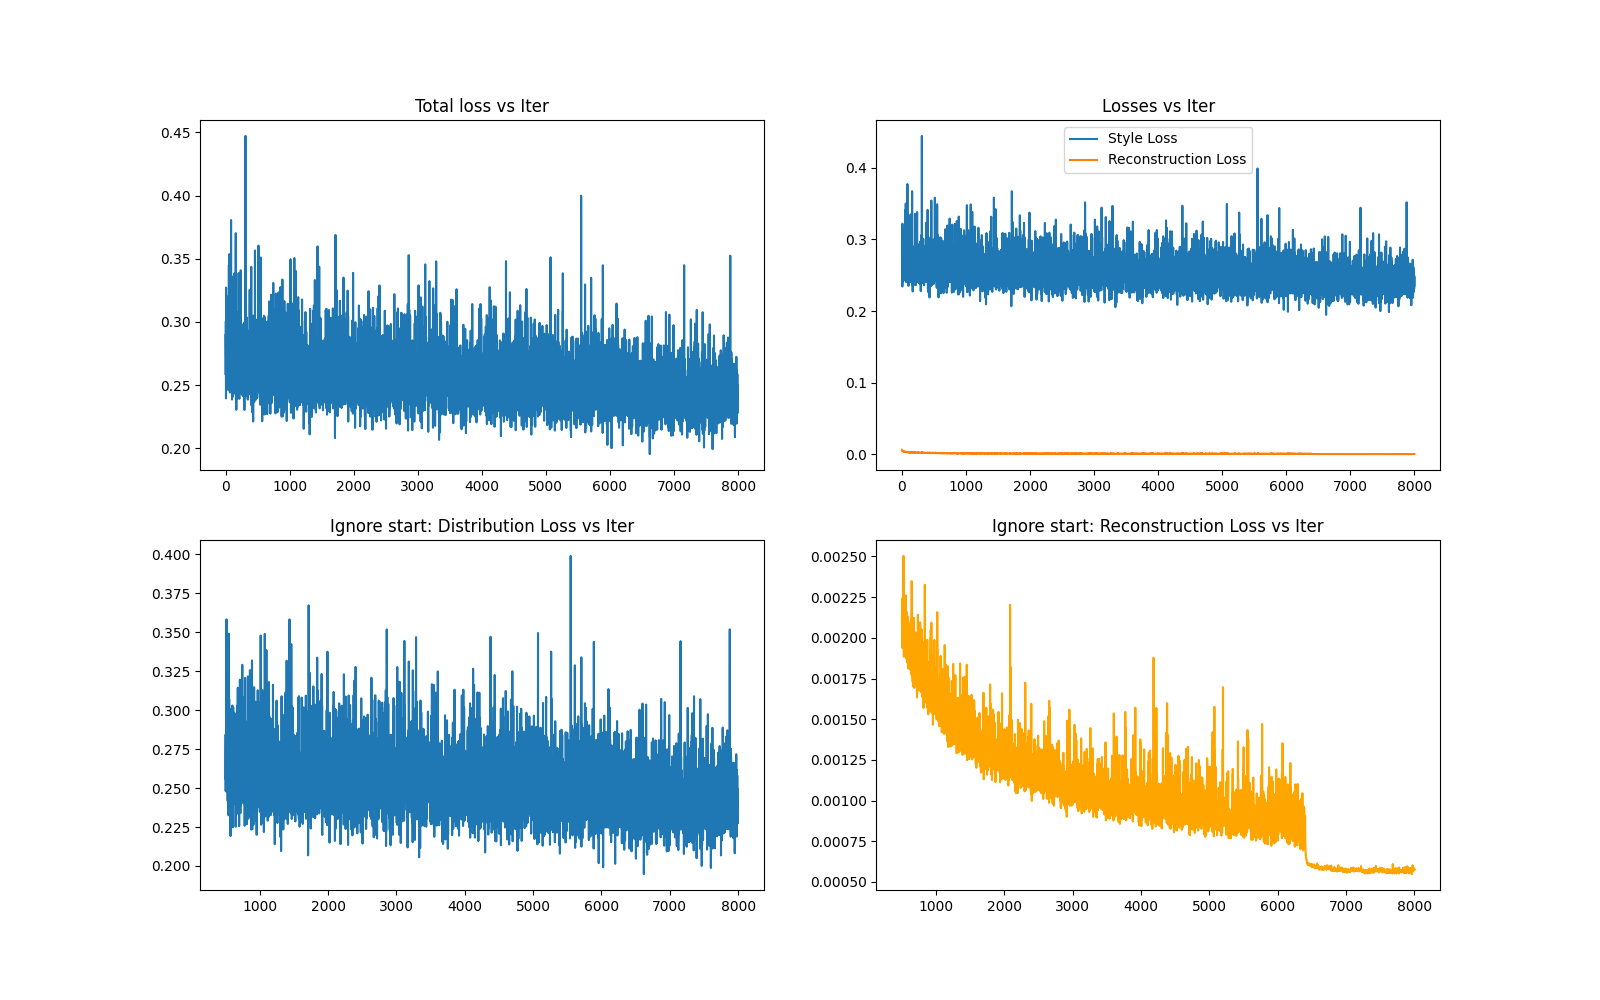 Total loss vs Iter
0.45
0.40
0.35
0.30
0.25
0.20
0 1000 2000 3000 4000 5000 6000 7000 8000
Losses vs Iter
Style Loss
Reconstruction Loss
0.4
0.3
0.2
0.1
0.0
0 1000 2000 3000 4000 5000 6000 7000 8000
Ignore start: Distribution Loss vs Iter
0.400
0.375
0.350
0.325
0.300
0.275
0.250
0.225
0.200
1000 2000 3000 4000 5000 6000 7000 8000
Ignore start: Reconstruction Loss vs Iter
0.00250
0.00225
0.00200
0.00175
0.00150
0.00125
0.00100
0.00075
0.00050
1000 2000 3000 4000 5000 6000 7000 8000